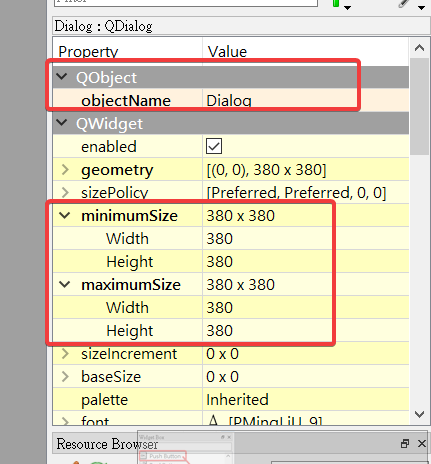 Dialog : QDialog
Property Value
QObject
objectName Dialog
QWidget
enabled
geometry [(0, 0), 380 x 380]
sizePolicy [Preferred, Preferred, 0, 0]
minimumSize 380 x 380
Width 380
Height 380
maximumSize 380 x 380
Width 380
Height 380
sizeIncrement 0 x 0
baseSize 0 x 0
palette Inherited
font A [PMingLiU, 9]
Resource Browser
Widget Box
Push Button